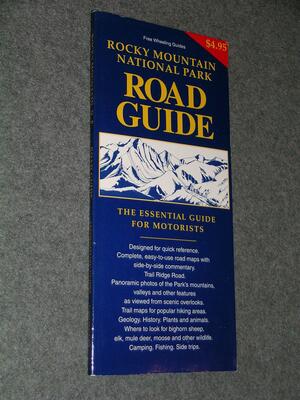 Free Wheeling Guides
$4.95
ROCKY MOUNTAIN
NATIONAL PARK
ROAD
GUIDE
THE ESSENTIAL GUIDE
FOR MOTORISTS
Designed for quick reference.
Complete, easy-to-use road maps with
side-by-side commentary.
Trail Ridge Road.
Panoramic photos of the Park's mountains,
valleys and other features
as viewed from scenic overlooks.
Trail maps for popular hiking areas.
Geology. History. Plants and animals.
Where to look for bighorn sheep,
elk, mule deer, moose and other wildlife.
Camping. Fishing. Side trips.